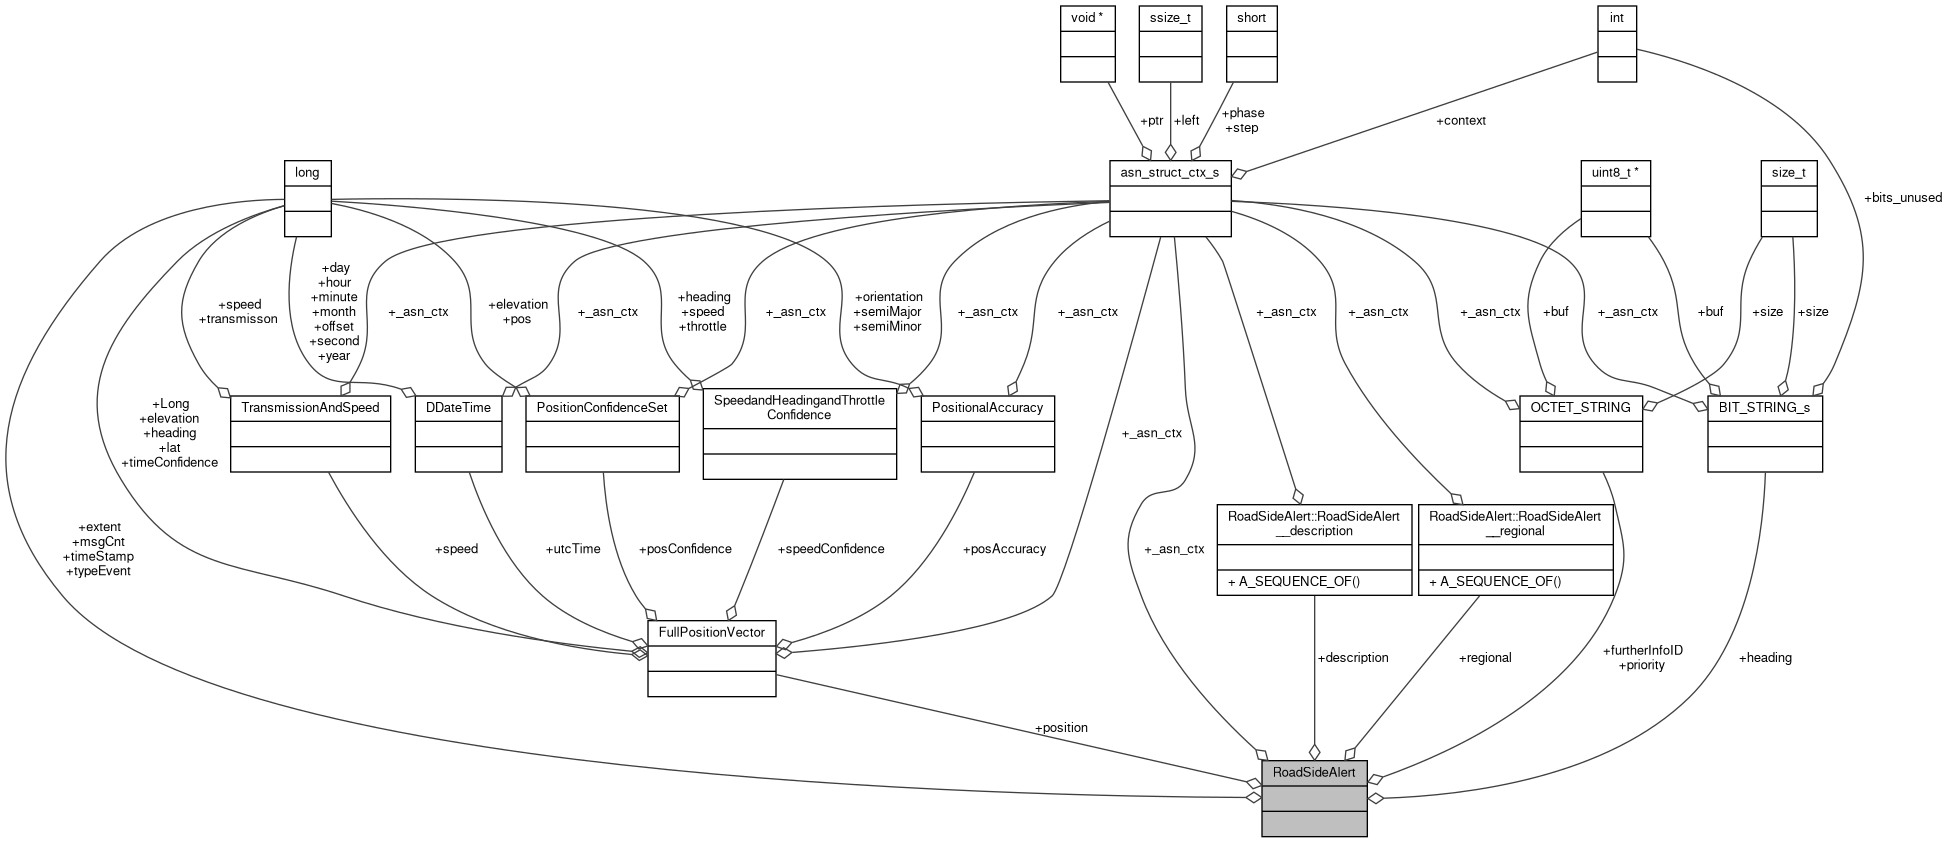 void *
ssize_t
short
int
+ptr
+left
+phase
+step
+context
+bits_unused
long
asn_struct_ctx_s
uint8_t *
size_t
+day
+hour
+minute
+month
+offset
+second
+year
+speed
+transmisson
+_asn_ctx
+elevation
+pos
+_asn_ctx
+heading
+speed
+throttle
+_asn_ctx
+orientation
+semiMajor
+semiMinor
+_asn_ctx
+_asn_ctx
+_asn_ctx
+_asn_ctx
+_asn_ctx
+buf
+_asn_ctx
+buf
+size
+size
+Long
+elevation
+heading
+lat
+timeConfidence
TransmissionAndSpeed
DDateTime
PositionConfidenceSet
SpeedandHeadingandThrottle
Confidence
PositionalAccuracy
+_asn_ctx
OCTET_STRING
BIT_STRING_s
+extent
+msgCnt
+timeStamp
+typeEvent
+speed
+utcTime
+posConfidence
+speedConfidence
+posAccuracy
+_asn_ctx
RoadSideAlert::RoadSideAlert
__description
+ A_SEQUENCE_OF()
RoadSideAlert::RoadSideAlert
__regional
+ A_SEQUENCE_OF()
FullPositionVector
+description
+regional
+furtherInfoID
+priority
+heading
+position
RoadSideAlert